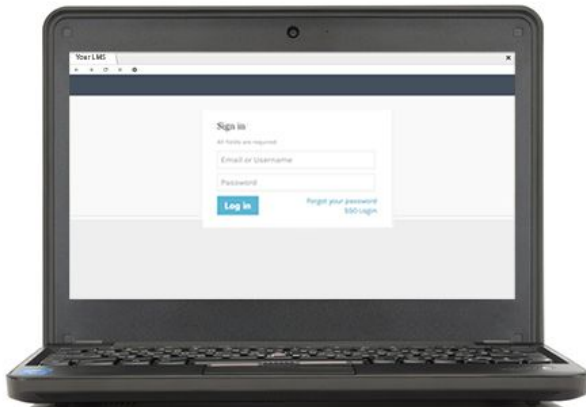 Your LMS
Sign in
All fields are required
Email or Username
Password
Log in
Forgot your password
SSO Login